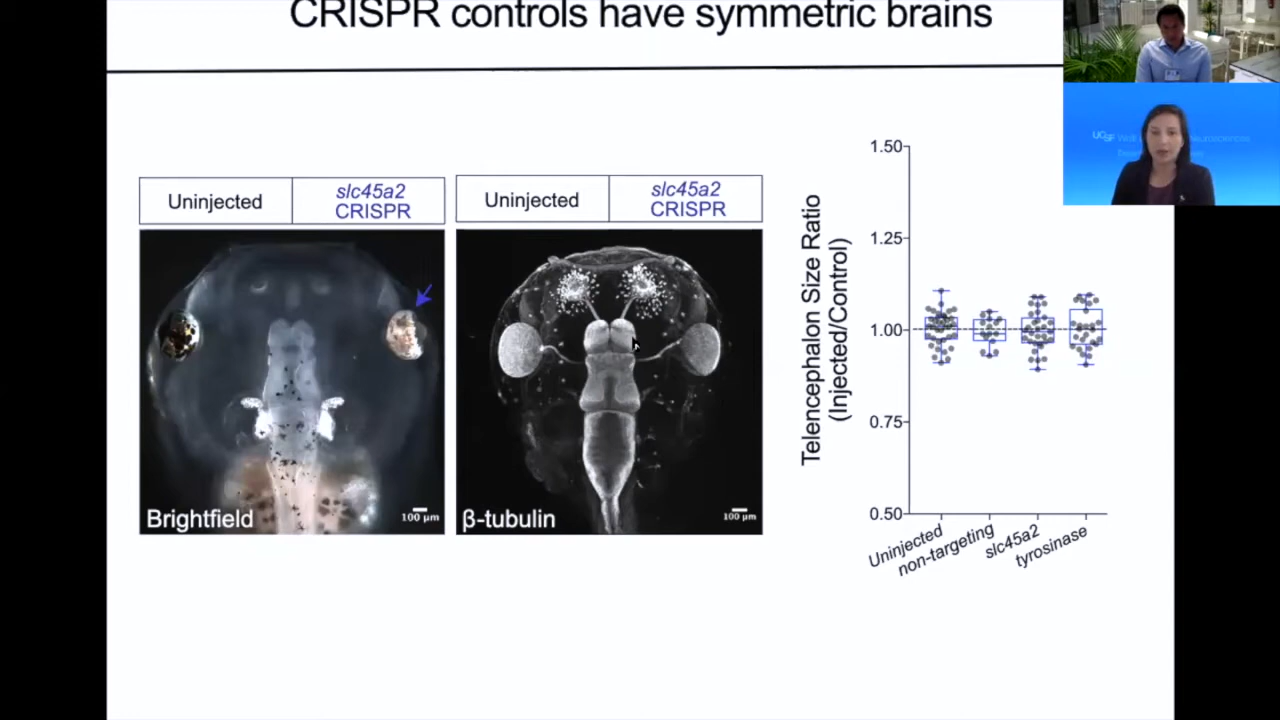 CRISPR controls have symmetric brains
Uninjected
slc45a2
CRISPR
Uninjected
slc45a2
CRISPR
Brightfield
100 μm
β-tubulin
100 μm
Telencephalon Size Ratio
(Injected/Control)
1.50
1.25
1.00
0.75
0.50
Uninjected
non-targeting
slc45a2
tyrosinase
UCSF